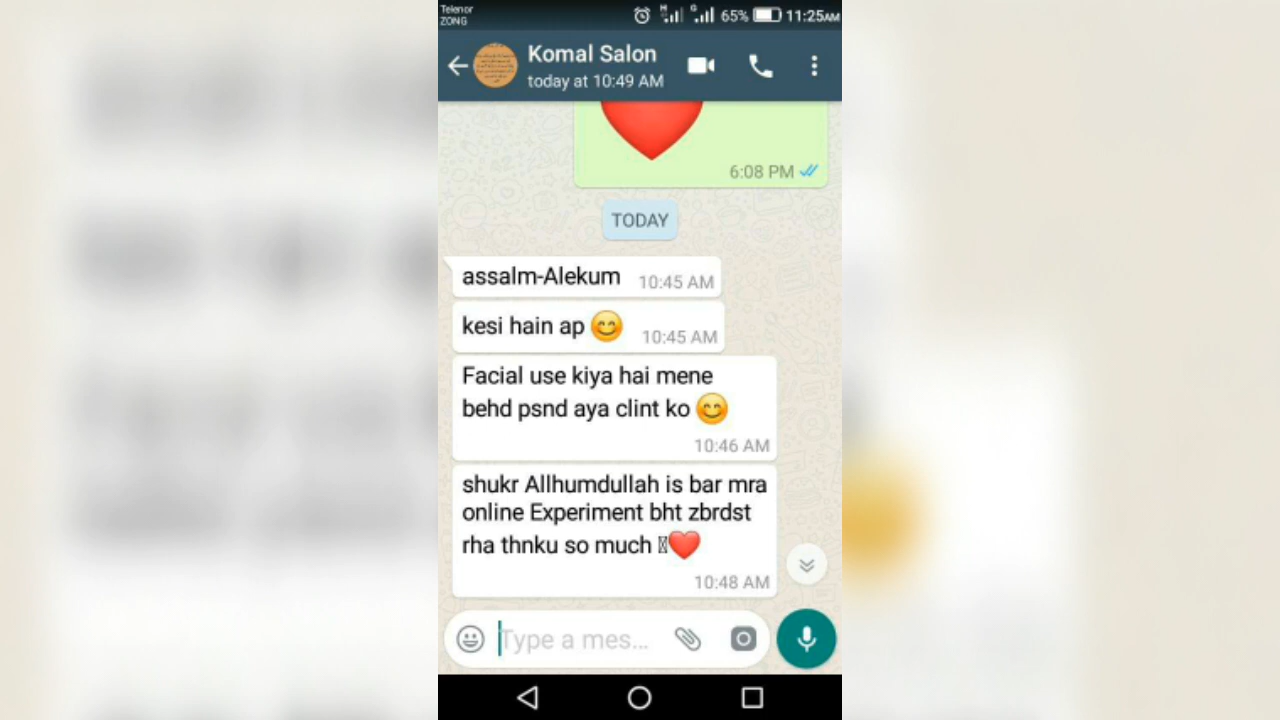 Telenor
ZONG
65% 11:25AM
Komal Salon
today at 10:49 AM
6:08 PM
TODAY
assalm-Alekum 10:45 AM
kesi hain ap 😊 10:45 AM
Facial use kiya hai mene
behd psnd aya clint ko 😊
10:46 AM
shukr Allhumdullah is bar mra
online Experiment bht zbrdst
rha thnku so much ❤️
10:48 AM
Type a mes...